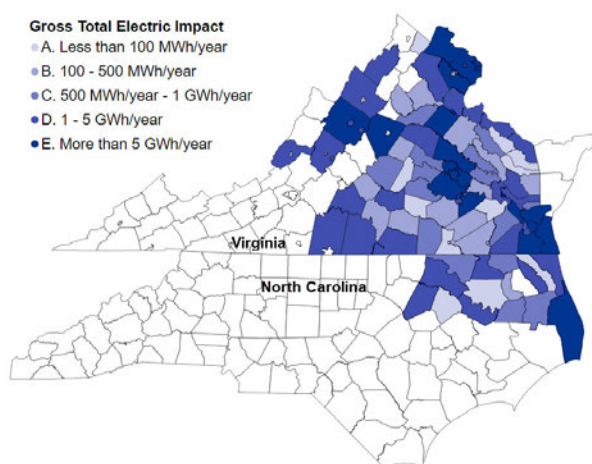 Gross Total Electric Impact
A. Less than 100 MWh/year
B. 100 - 500 MWh/year
C. 500 MWh/year - 1 GWh/year
D. 1 - 5 GWh/year
E. More than 5 GWh/year
Virginia
North Carolina